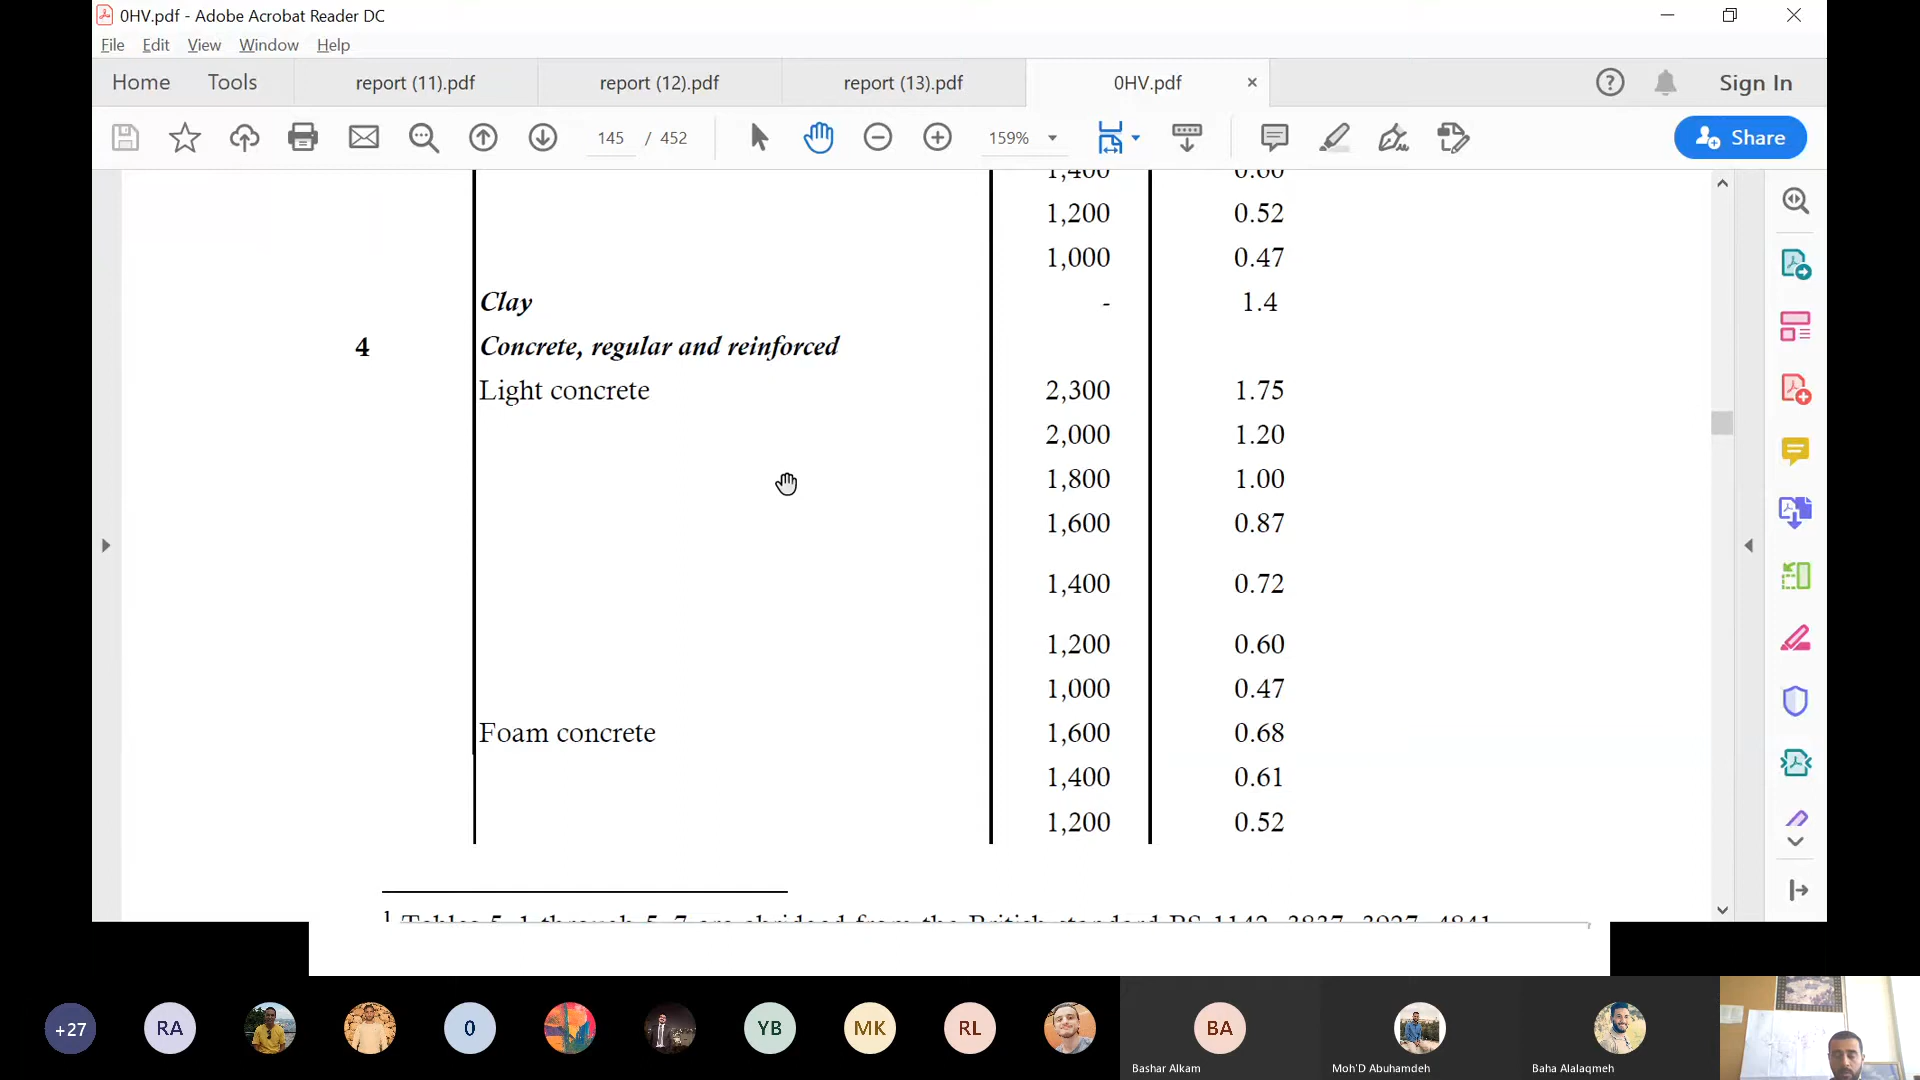 0HV.pdf - Adobe Acrobat Reader DC
File Edit View Window Help
Home Tools report (11).pdf report (12).pdf report (13).pdf 0HV.pdf × Sign In
145 / 452 159% Share
1,400 0.60
1,200 0.52
1,000 0.47
Clay - 1.4
4 Concrete, regular and reinforced
Light concrete 2,300 1.75
2,000 1.20
1,800 1.00
1,600 0.87
1,400 0.72
1,200 0.60
1,000 0.47
Foam concrete 1,600 0.68
1,400 0.61
1,200 0.52
1 Tables 5-1 through 5-7 are abridged from the British standard BS 1142, 3837, 3927, 4841
+27 RA 0 YB MK RL BA
Bashar Alkam Moh'D Abuhamdeh Baha Alalaqmeh